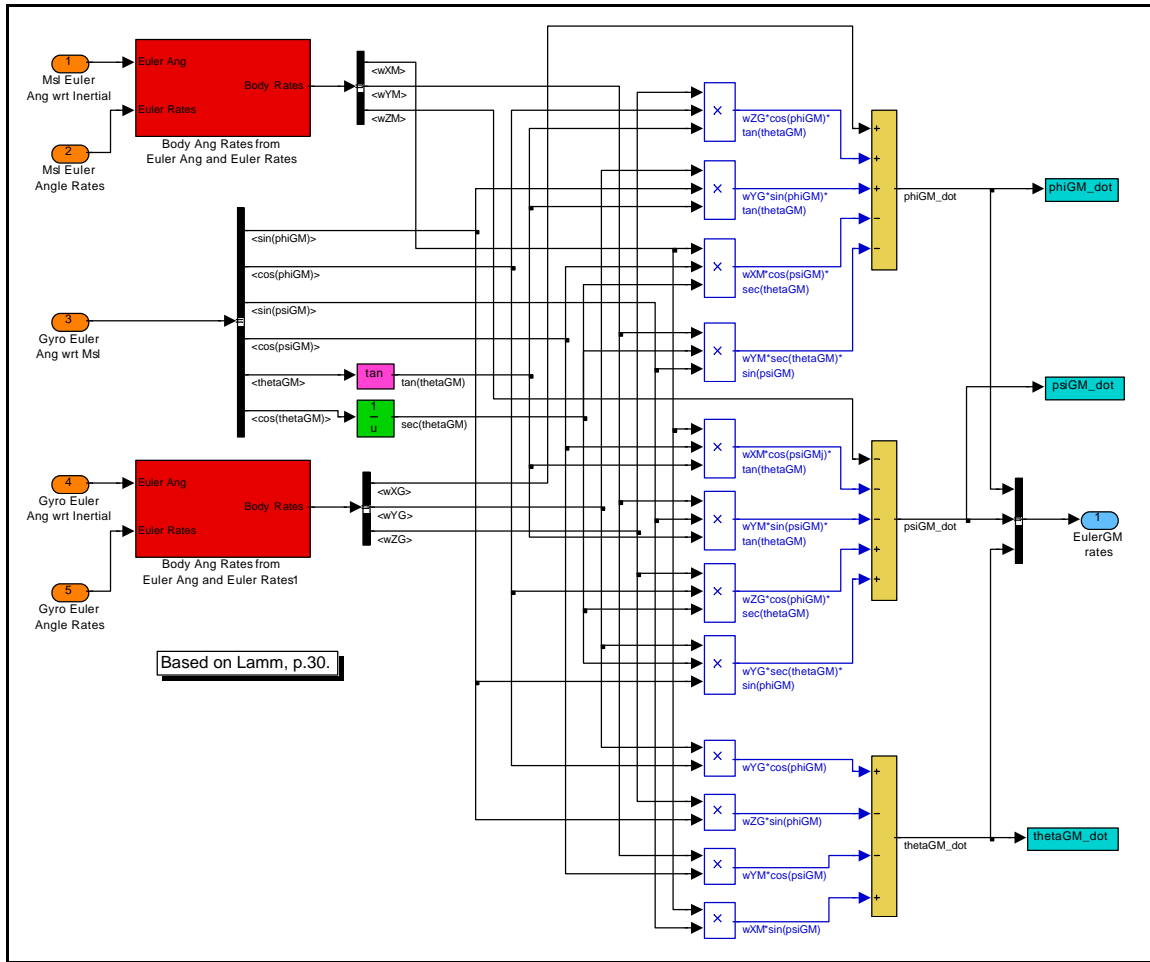 1
Msl Euler
Ang wrt Inertial
2
Msl Euler
Angle Rates
Euler Ang
Body Rates
Euler Rates
Body Ang Rates from
Euler Ang and Euler Rates
<wXM>
<wYM>
<wZM>
3
Gyro Euler
Ang wrt Msl
<sin(phiGM)>
<cos(phiGM)>
<sin(psiGM)>
<cos(psiGM)>
<thetaGM>
<cos(thetaGM)>
tan
tan(thetaGM)
1
u
sec(thetaGM)
4
Gyro Euler
Ang wrt Inertial
5
Gyro Euler
Angle Rates
Euler Ang
Body Rates
Euler Rates
Body Ang Rates from
Euler Ang and Euler Rates1
<wXG>
<wYG>
<wZG>
Based on Lamm, p.30.
×
wZG*cos(phiGM)*
tan(thetaGM)
×
wYG*sin(phiGM)*
tan(thetaGM)
×
wXM*cos(psiGM)*
sec(thetaGM)
×
wYM*sec(thetaGM)*
sin(psiGM)
×
wXM*cos(psiGMj)*
tan(thetaGM)
×
wYM*sin(psiGM)*
tan(thetaGM)
×
wZG*cos(phiGM)*
sec(thetaGM)
×
wYG*sec(thetaGM)*
sin(phiGM)
×
wYG*cos(phiGM)
×
wZG*sin(phiGM)
×
wYM*cos(psiGM)
×
wXM*sin(psiGM)
+
+
+
−
−
phiGM_dot
phiGM_dot
psiGM_dot
−
−
−
+
+
psiGM_dot
1
EulerGM
rates
+
−
−
+
thetaGM_dot
thetaGM_dot